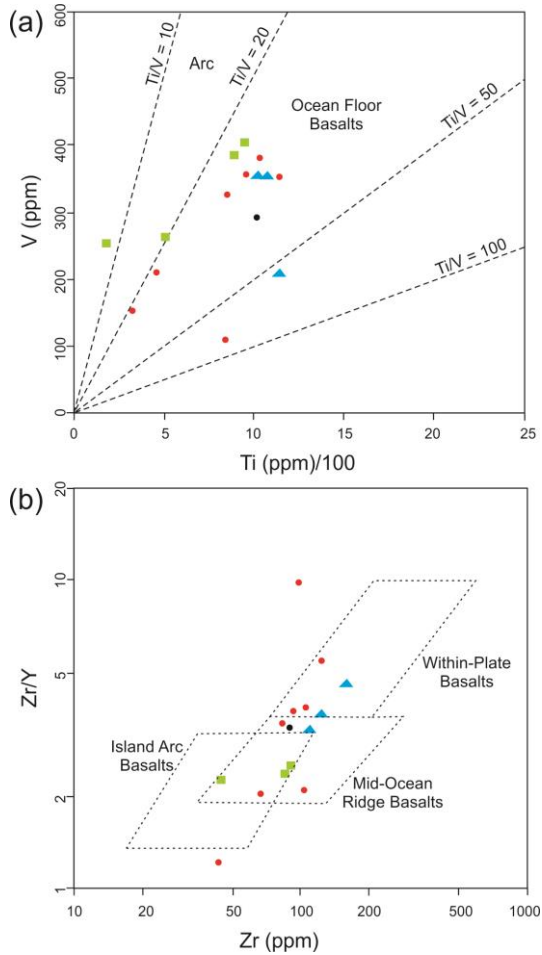 (a)
600
500
400
300
200
100
0
V (ppm)
Ti/V = 10
Arc
Ti/V = 20
Ocean Floor
Basalts
Ti/V = 50
Ti/V = 100
0 5 10 15 20 25
Ti (ppm)/100
(b)
20
10
5
2
1
Zr/Y
Within-Plate
Basalts
Island Arc
Basalts
Mid-Ocean
Ridge Basalts
10 20 50 100 200 500 1000
Zr (ppm)